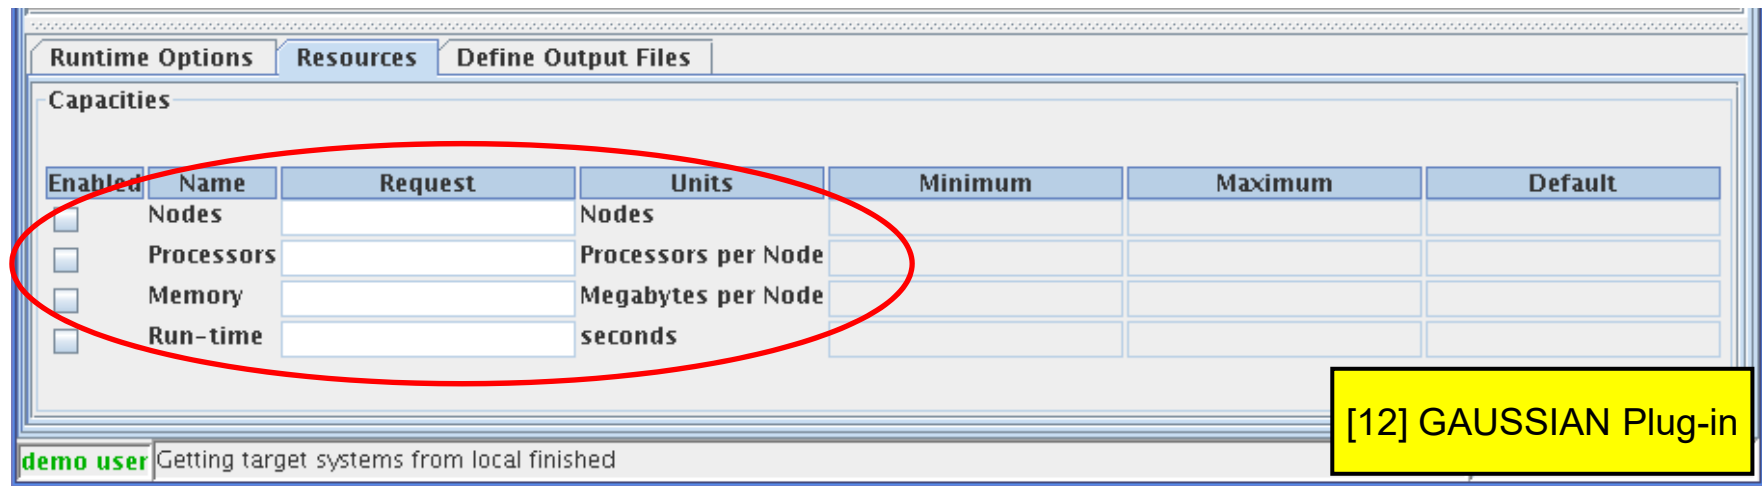 Runtime Options Resources Define Output Files
Capacities
Enabled Name Request Units Minimum Maximum Default
Nodes Nodes
Processors Processors per Node
Memory Megabytes per Node
Run-time seconds
[12] GAUSSIAN Plug-in
demo user Getting target systems from local finished